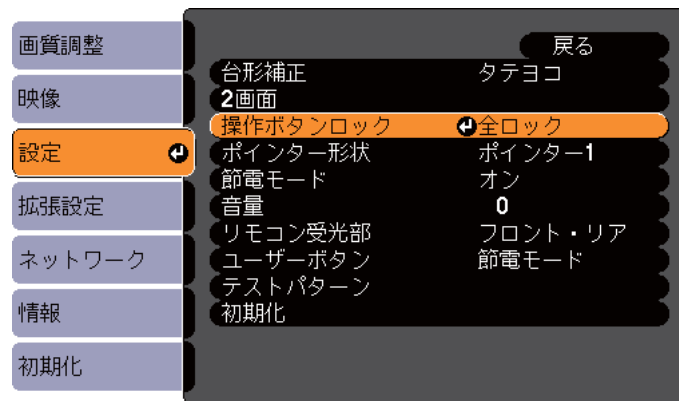 画質調整
映像
設定
拡張設定
ネットワーク
情報
初期化
戻る
台形補正 タテヨコ
2画面
操作ボタンロック 全ロック
ポインター形状 ポインター1
節電モード オン
音量 0
リモコン受光部 フロント・リア
ユーザーボタン 節電モード
テストパターン
初期化